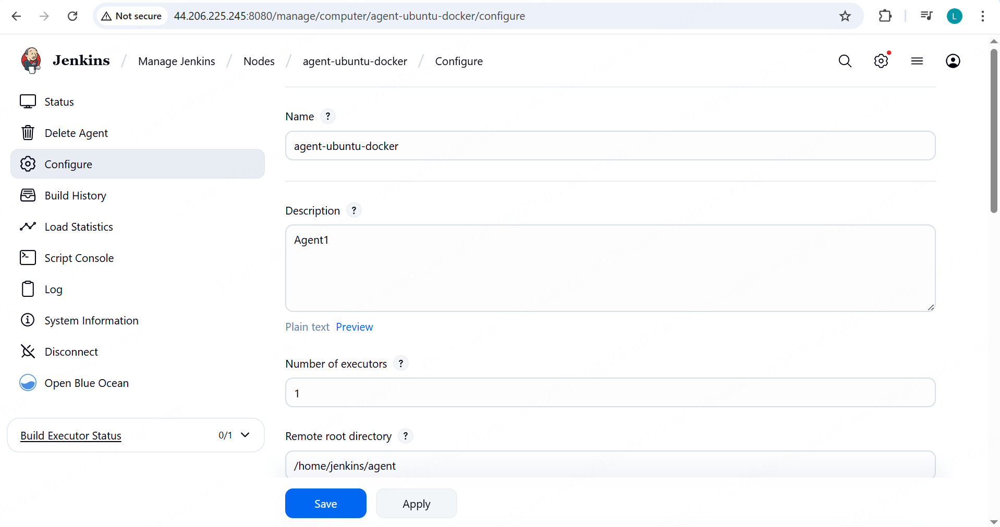 Not secure 44.206.225.245:8080/manage/computer/agent-ubuntu-docker/configure L
Jenkins / Manage Jenkins / Nodes / agent-ubuntu-docker / Configure
Status
Delete Agent
Configure
Build History
Load Statistics
Script Console
Log
System Information
Disconnect
Open Blue Ocean
Build Executor Status 0/1
Name ?
agent-ubuntu-docker
Description ?
Agent1
Plain text Preview
Number of executors ?
1
Remote root directory ?
/home/jenkins/agent
Save Apply